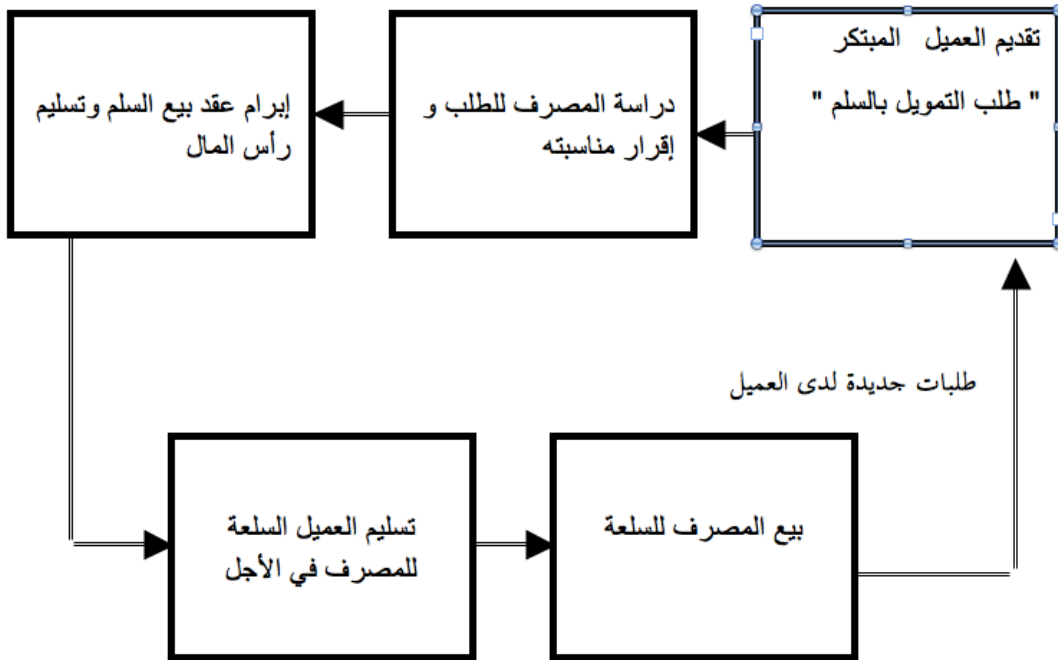 تقديم العميل المبتكر
" طلب التمويل بالسلم "
دراسة المصرف للطلب و
إقرار مناسبته
إبرام عقد بيع السلم وتسليم
رأس المال
تسليم العميل السلعة
للمصرف في الأجل
بيع المصرف للسلعة
طلبات جديدة لدى العميل